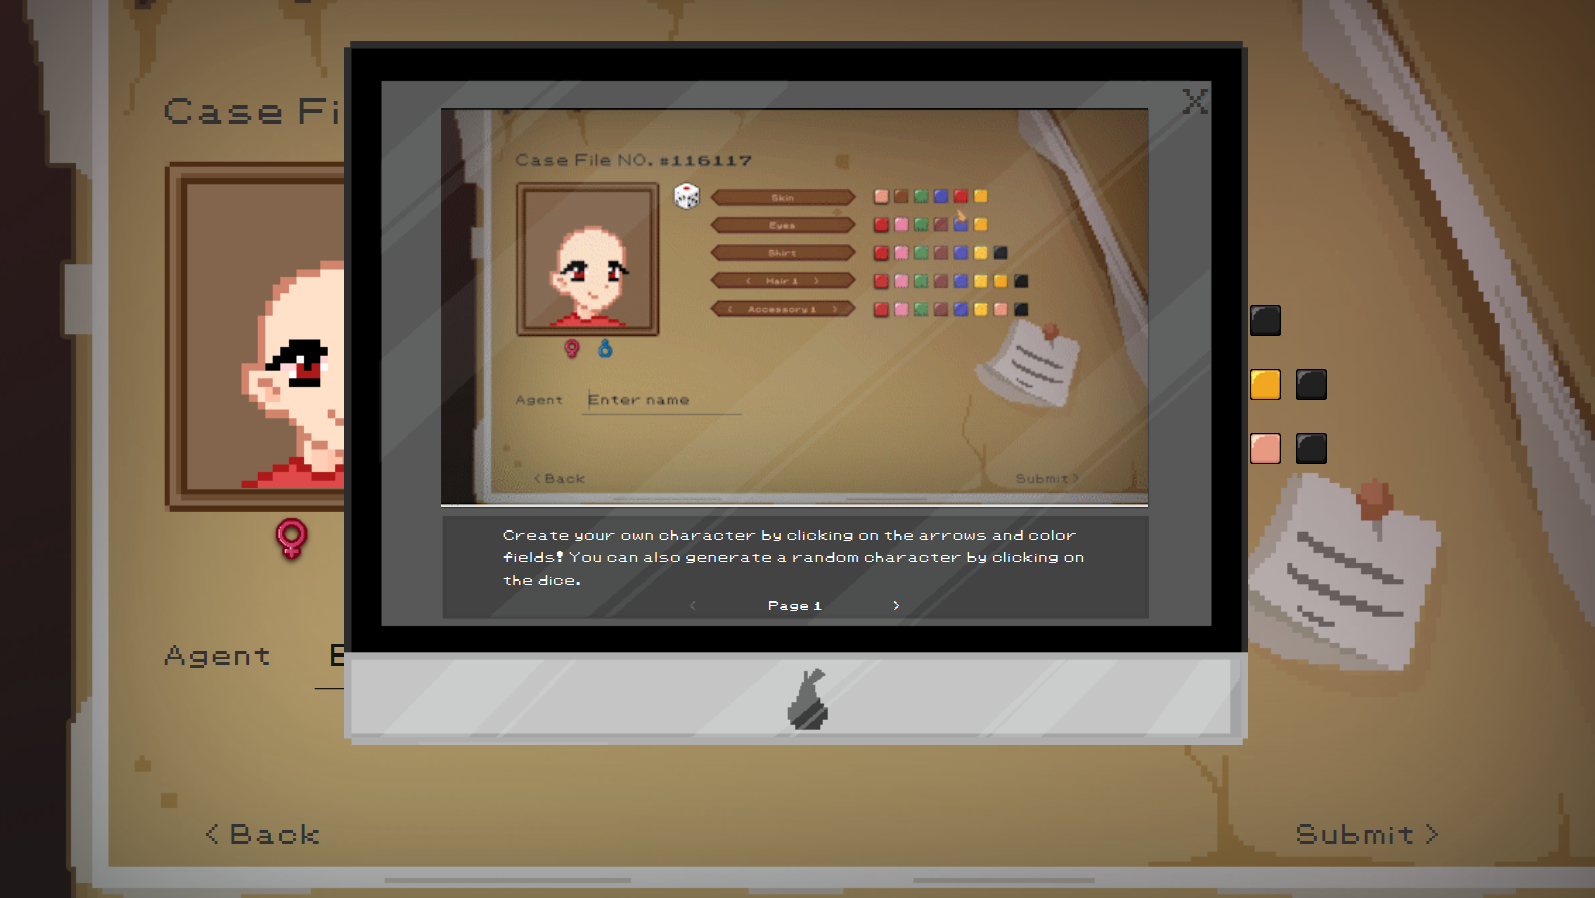 Case Fi
X
Case File NO. #116117
Skin
Eyes
Shirt
< Hair 1 >
< Accessory 1 >
Agent Enter name
< Back
Submit >
Create your own character by clicking on the arrows and color
fields! You can also generate a random character by clicking on
the dice.
< Page 1 >
Agent E
< Back
Submit >